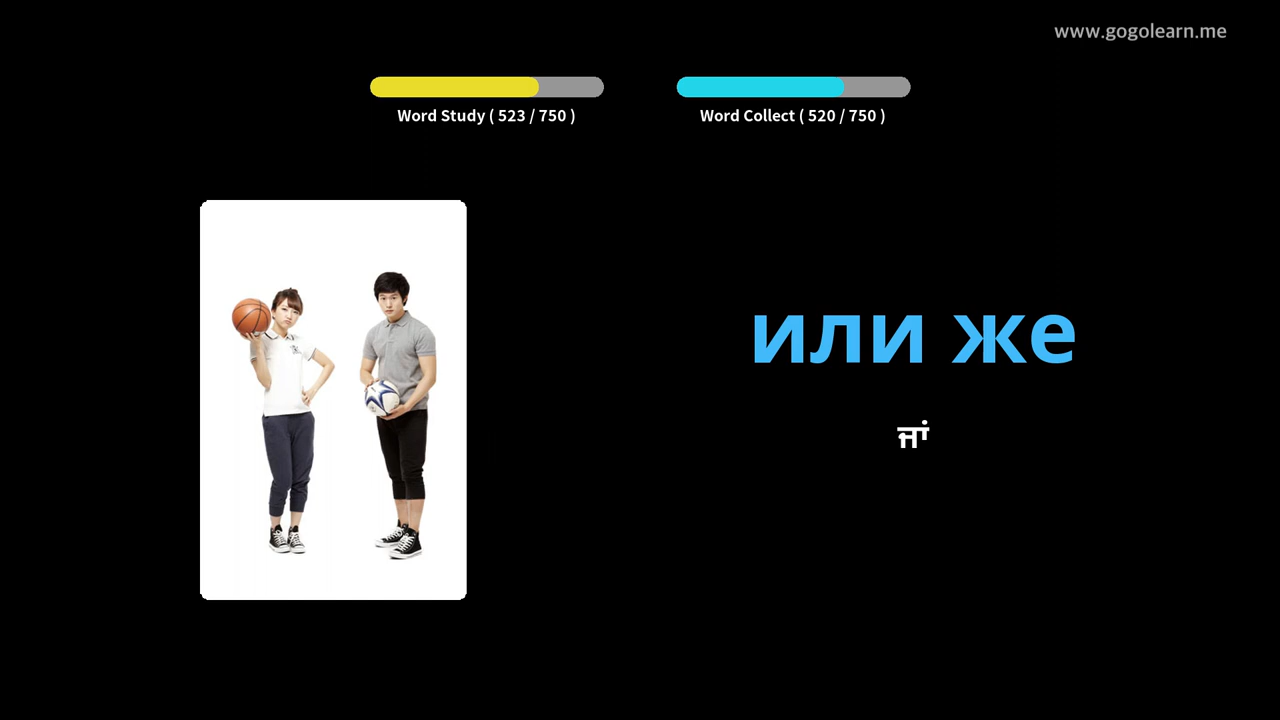 www.gogolearn.me
Word Study ( 523 / 750 )
Word Collect ( 520 / 750 )
или же
ਜਾਂ